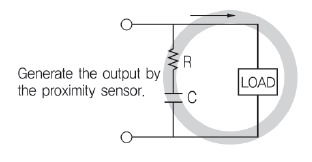 R
Generate the output by
the proximity sensor.
C
LOAD